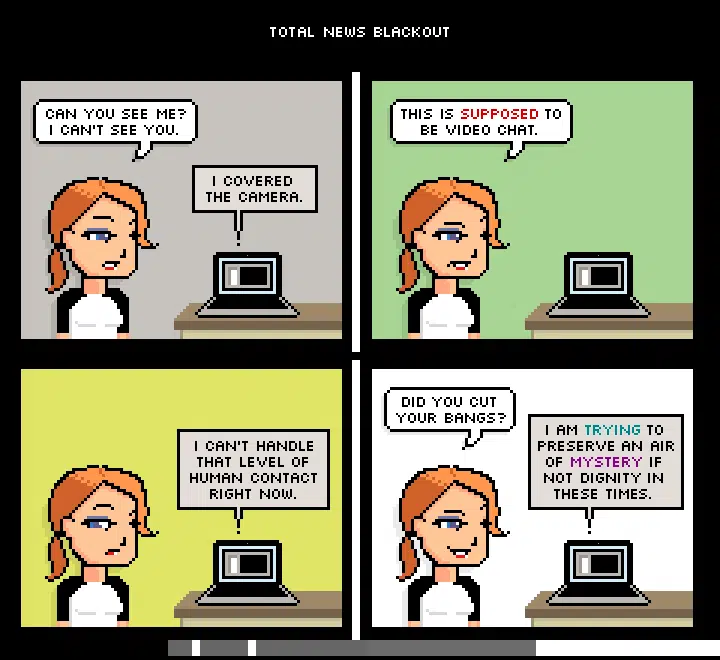 TOTAL NEWS BLACKOUT
CAN YOU SEE ME?
I CAN'T SEE YOU.
I COVERED
THE CAMERA.
THIS IS SUPPOSED TO
BE VIDEO CHAT.
I CAN'T HANDLE
THAT LEVEL OF
HUMAN CONTACT
RIGHT NOW.
DID YOU CUT
YOUR BANGS?
I AM TRYING TO
PRESERVE AN AIR
OF MYSTERY IF
NOT DIGNITY IN
THESE TIMES.